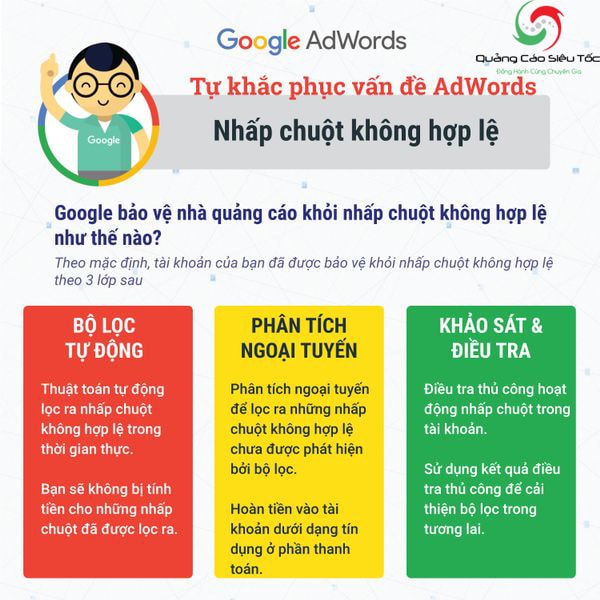 Google AdWords
Quảng Cáo Siêu Tốc
Đồng Hành Cùng Chuyên Gia
Tự khắc phục vấn đề AdWords
Google
Nhấp chuột không hợp lệ
Google bảo vệ nhà quảng cáo khỏi nhấp chuột không hợp lệ
như thế nào?
Theo mặc định, tài khoản của bạn đã được bảo vệ khỏi nhấp chuột không hợp lệ
theo 3 lớp sau
BỘ LỌC
TỰ ĐỘNG
Thuật toán tự động
lọc ra nhấp chuột
không hợp lệ trong
thời gian thực.
Bạn sẽ không bị tính
tiền cho những nhấp
chuột đã được lọc ra.
PHÂN TÍCH
NGOẠI TUYẾN
Phân tích ngoại tuyến
để lọc ra những nhấp
chuột không hợp lệ
chưa được phát hiện
bởi bộ lọc.
Hoàn tiền vào tài
khoản dưới dạng tín
dụng ở phần thanh
toán.
KHẢO SÁT &
ĐIỀU TRA
Điều tra thủ công hoạt
động nhấp chuột trong
tài khoản.
Sử dụng kết quả điều
tra thủ công để cải
thiện bộ lọc trong
tương lai.